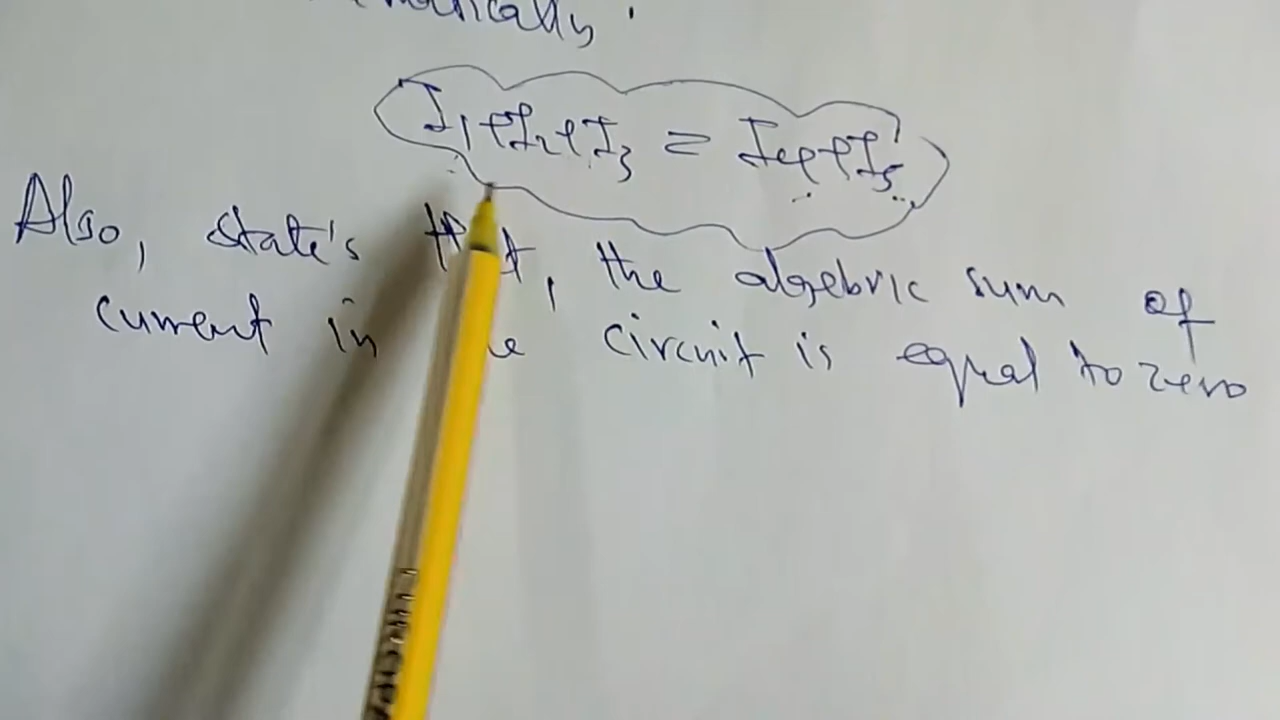 I₁+I₂+I₃ = I₄+I₅
Also, state's that, the algebric sum of
current in the circuit is equal to zero